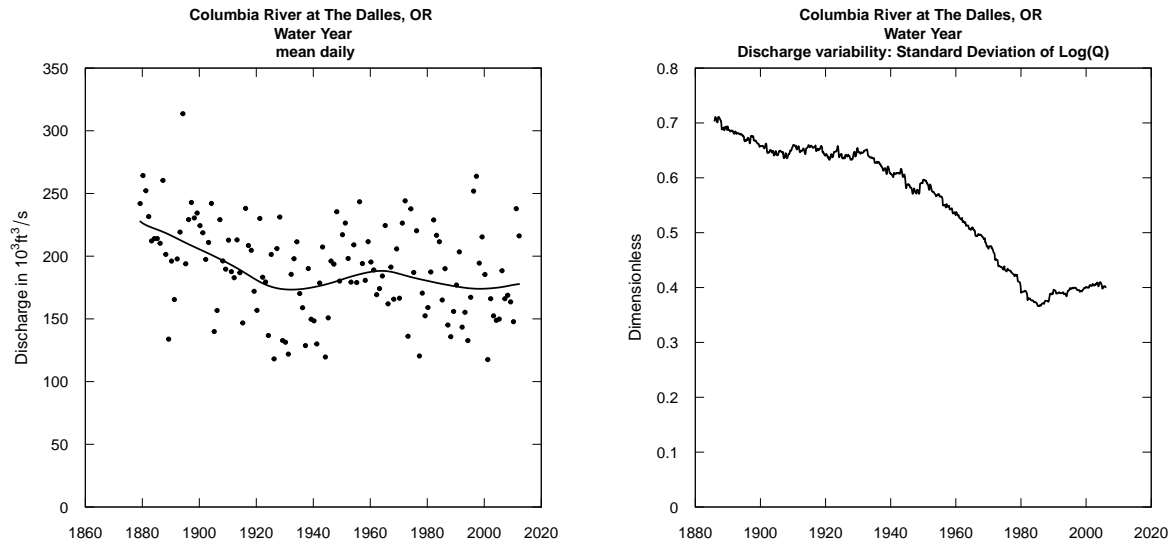 Columbia River at The Dalles, OR
Water Year
mean daily
350
300
250
200
150
100
50
0
Discharge in 10³ft³/s
1860 1880 1900 1920 1940 1960 1980 2000 2020
Columbia River at The Dalles, OR
Water Year
Discharge variability: Standard Deviation of Log(Q)
0.8
0.7
0.6
0.5
0.4
0.3
0.2
0.1
0
Dimensionless
1880 1900 1920 1940 1960 1980 2000 2020